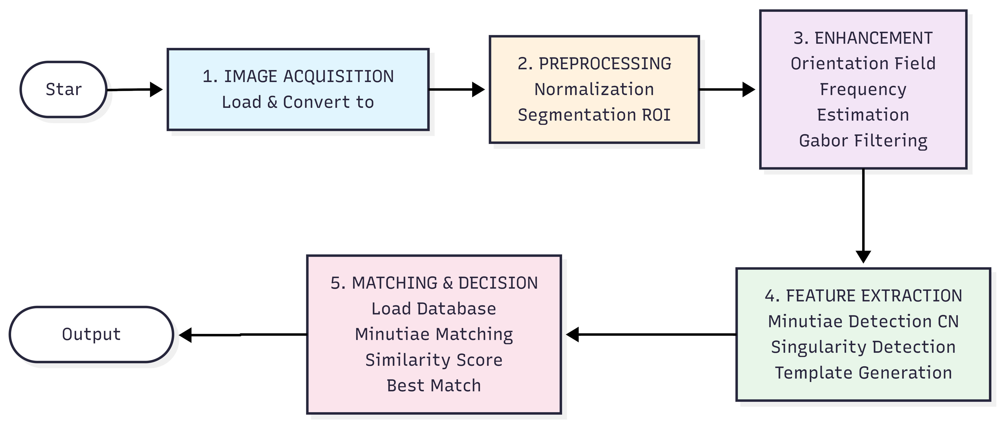 Star
1. IMAGE ACQUISITION
Load & Convert to
2. PREPROCESSING
Normalization
Segmentation ROI
3. ENHANCEMENT
Orientation Field
Frequency
Estimation
Gabor Filtering
4. FEATURE EXTRACTION
Minutiae Detection CN
Singularity Detection
Template Generation
5. MATCHING & DECISION
Load Database
Minutiae Matching
Similarity Score
Best Match
Output